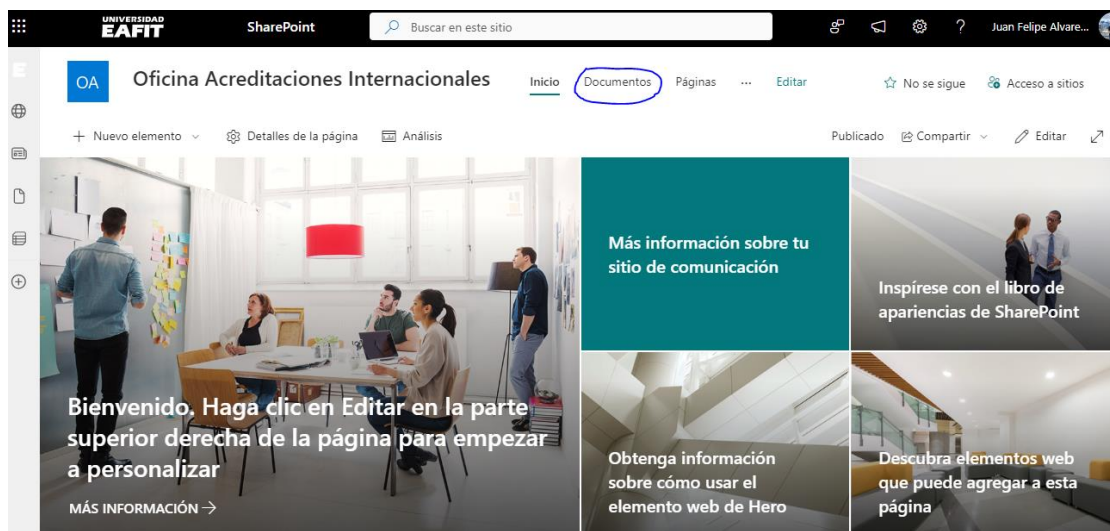 UNIVERSIDAD
EAFIT
SharePoint
Buscar en este sitio
?
Juan Felipe Alvare...
E
OA
Oficina Acreditaciones Internacionales
Inicio
Documentos
Páginas
...
Editar
No se sigue
Acceso a sitios
Nuevo elemento
Detalles de la página
Análisis
Publicado
Compartir
Editar
Bienvenido. Haga clic en Editar en la parte
superior derecha de la página para empezar
a personalizar
MÁS INFORMACIÓN →
Más información sobre tu
sitio de comunicación
Inspírese con el libro de
apariencias de SharePoint
Obtenga información
sobre cómo usar el
elemento web de Hero
Descubra elementos web
que puede agregar a esta
página